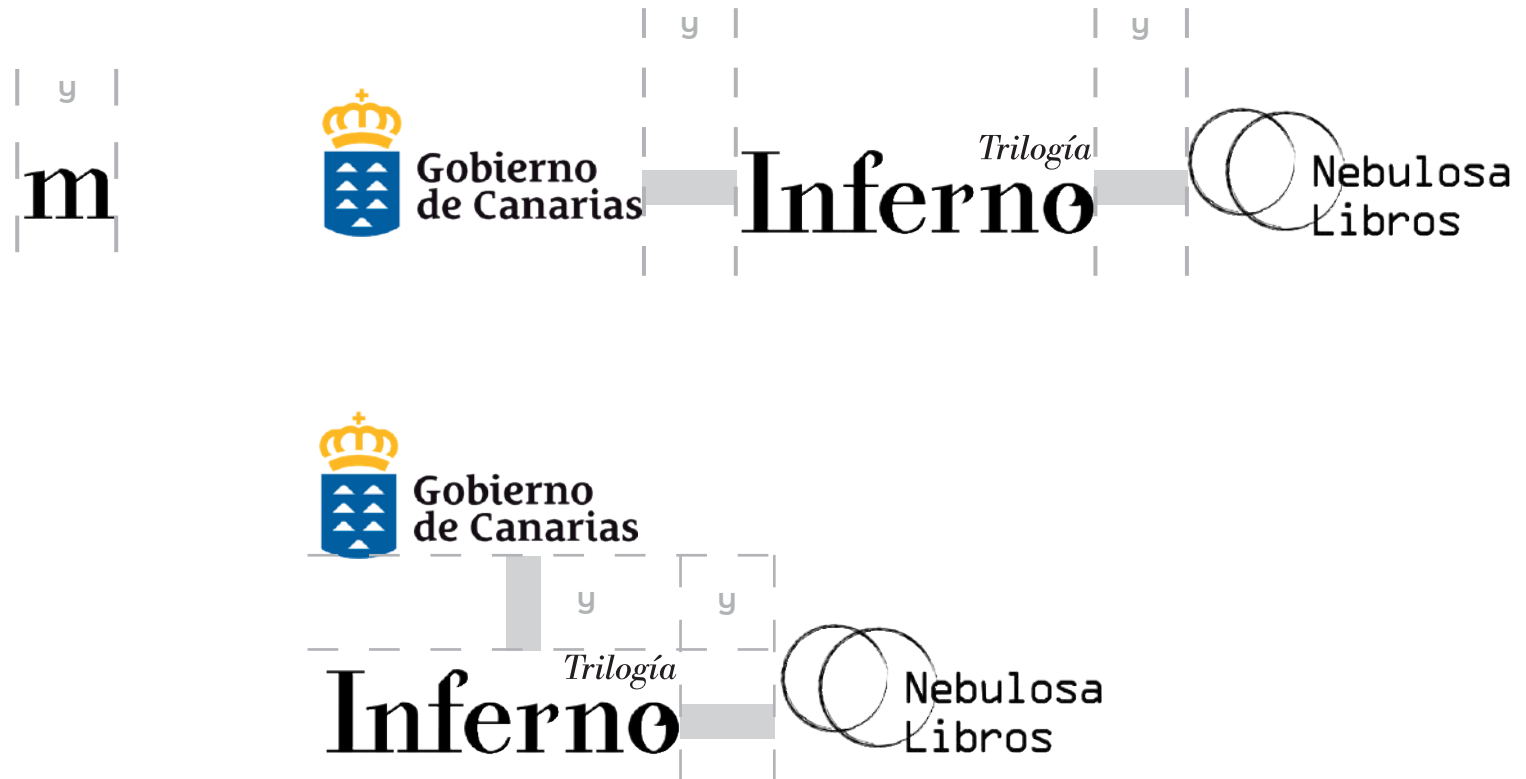 y
y
y
m
Gobierno
de Canarias
Trilogía
Inferno
Nebulosa
Libros
Gobierno
de Canarias
y
y
Trilogía
Inferno
Nebulosa
Libros